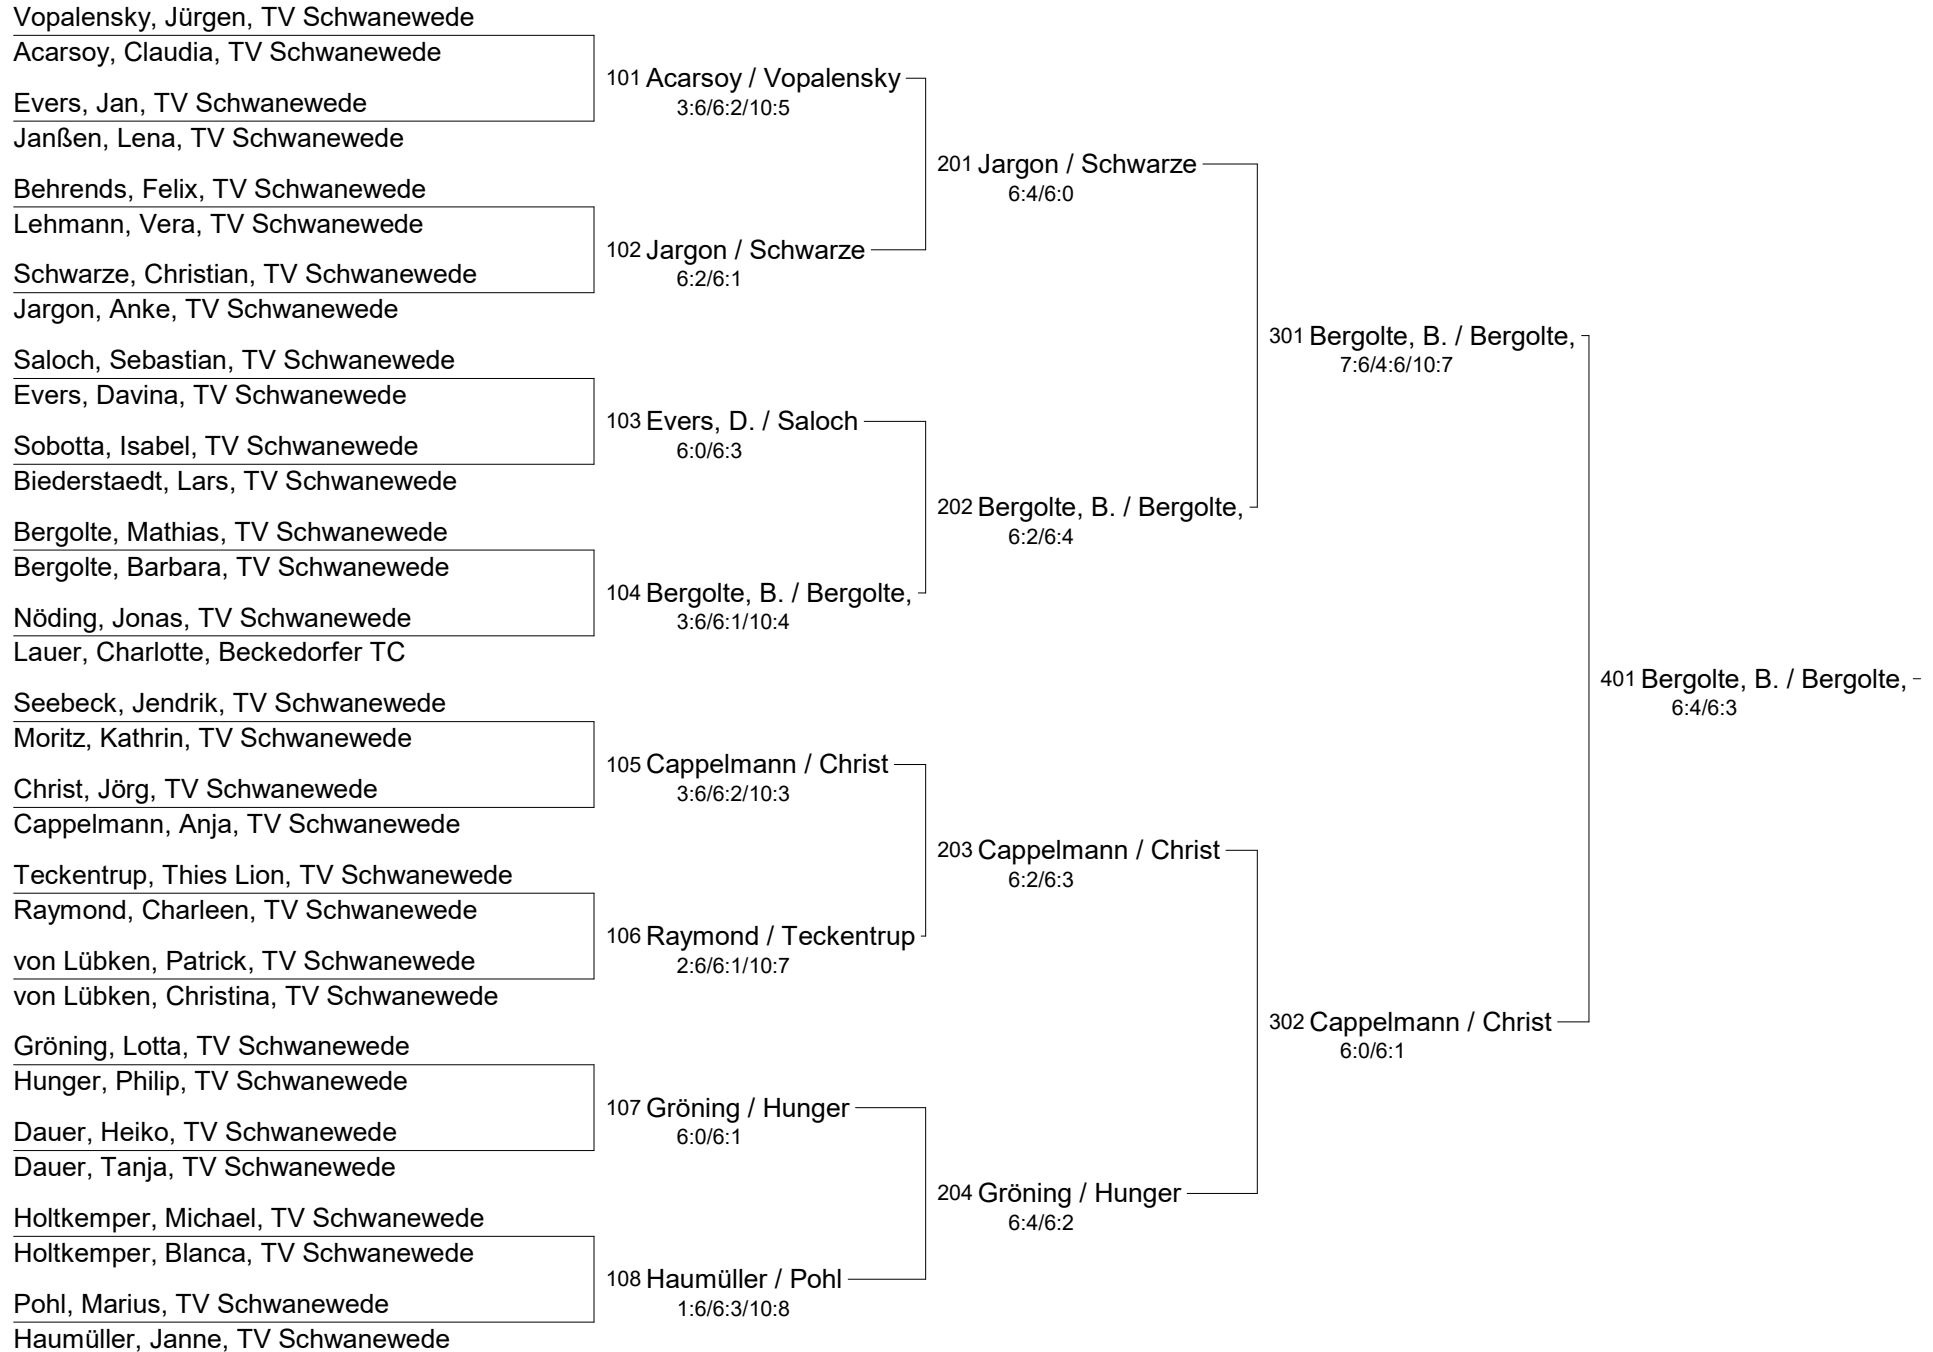 Vopalensky, Jürgen, TV Schwanewede
Acarsoy, Claudia, TV Schwanewede
Evers, Jan, TV Schwanewede
Janßen, Lena, TV Schwanewede
Behrends, Felix, TV Schwanewede
Lehmann, Vera, TV Schwanewede
Schwarze, Christian, TV Schwanewede
Jargon, Anke, TV Schwanewede
Saloch, Sebastian, TV Schwanewede
Evers, Davina, TV Schwanewede
Sobotta, Isabel, TV Schwanewede
Biederstaedt, Lars, TV Schwanewede
Bergolte, Mathias, TV Schwanewede
Bergolte, Barbara, TV Schwanewede
Nöding, Jonas, TV Schwanewede
Lauer, Charlotte, Beckedorfer TC
Seebeck, Jendrik, TV Schwanewede
Moritz, Kathrin, TV Schwanewede
Christ, Jörg, TV Schwanewede
Cappelmann, Anja, TV Schwanewede
Teckentrup, Thies Lion, TV Schwanewede
Raymond, Charleen, TV Schwanewede
von Lübken, Patrick, TV Schwanewede
von Lübken, Christina, TV Schwanewede
Gröning, Lotta, TV Schwanewede
Hunger, Philip, TV Schwanewede
Dauer, Heiko, TV Schwanewede
Dauer, Tanja, TV Schwanewede
Holtkemper, Michael, TV Schwanewede
Holtkemper, Blanca, TV Schwanewede
Pohl, Marius, TV Schwanewede
Haumüller, Janne, TV Schwanewede
101 Acarsoy / Vopalensky
3:6/6:2/10:5
102 Jargon / Schwarze
6:2/6:1
103 Evers, D. / Saloch
6:0/6:3
104 Bergolte, B. / Bergolte,
3:6/6:1/10:4
105 Cappelmann / Christ
3:6/6:2/10:3
106 Raymond / Teckentrup
2:6/6:1/10:7
107 Gröning / Hunger
6:0/6:1
108 Haumüller / Pohl
1:6/6:3/10:8
201 Jargon / Schwarze
6:4/6:0
202 Bergolte, B. / Bergolte,
6:2/6:4
203 Cappelmann / Christ
6:2/6:3
204 Gröning / Hunger
6:4/6:2
301 Bergolte, B. / Bergolte,
7:6/4:6/10:7
302 Cappelmann / Christ
6:0/6:1
401 Bergolte, B. / Bergolte,
6:4/6:3